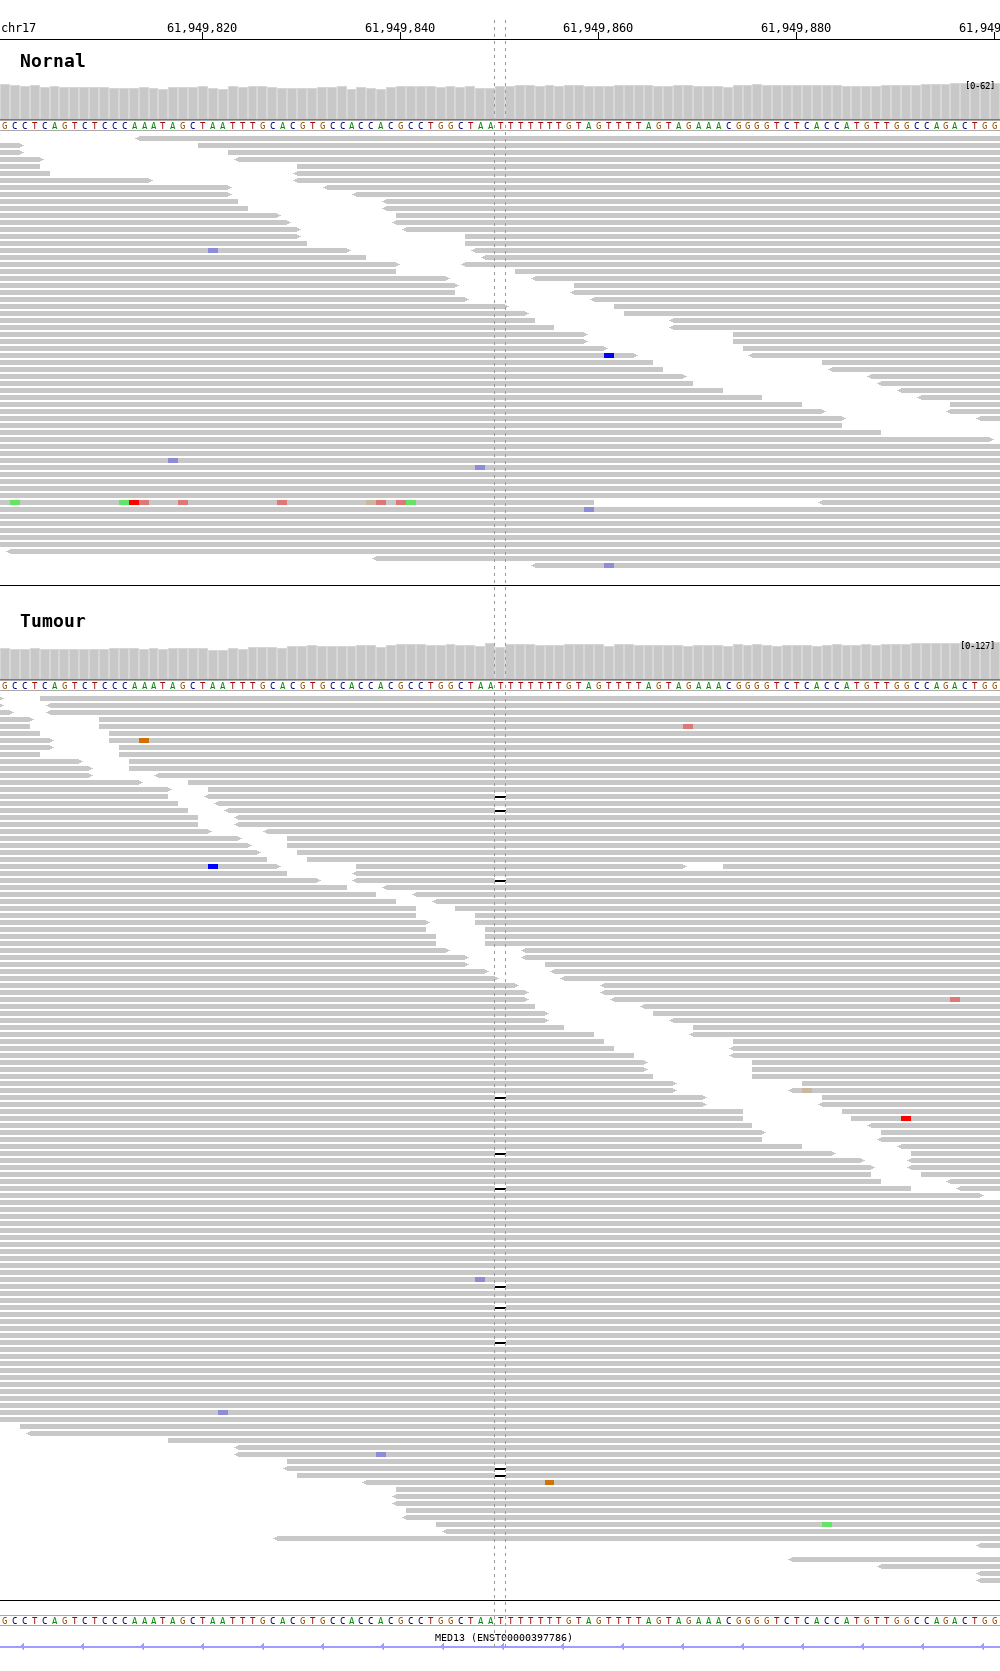 chr17 61,949,820 61,949,840 61,949,860 61,949,880 61,949
Nornal
[0-62]
GCCTCAGTCTCCCAAATAGCTAATTTGCACGTGCCACCACGCCTGGCTAATTTTTTTGTAGTTTTAGTAGAAACGGGGTCTCACCATGTTGGCCAGACTGG
Tumour
[0-127]
GCCTCAGTCTCCCAAATAGCTAATTTGCACGTGCCACCACGCCTGGCTAATTTTTTTGTAGTTTTAGTAGAAACGGGGTCTCACCATGTTGGCCAGACTGG
GCCTCAGTCTCCCAAATAGCTAATTTGCACGTGCCACCACGCCTGGCTAATTTTTTTGTAGTTTTAGTAGAAACGGGGTCTCACCATGTTGGCCAGACTGG
MED13 (ENST00000397786)